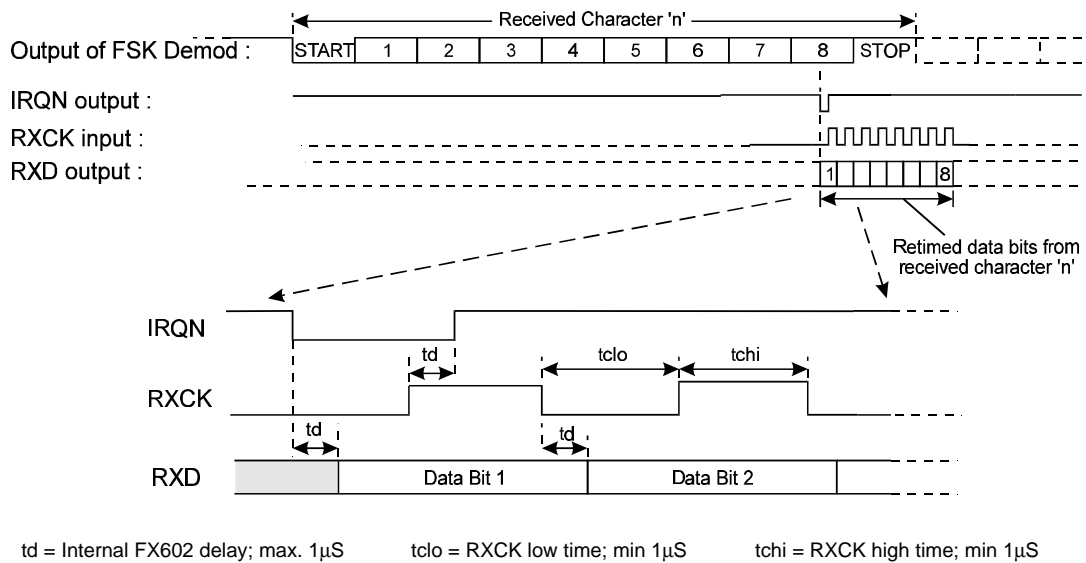 Received Character 'n'
Output of FSK Demod : START 1 2 3 4 5 6 7 8 STOP
IRQN output :
RXCK input :
RXD output : 1 8
Retimed data bits from
received character 'n'
IRQN
td tclo tchi
RXCK
td td
RXD Data Bit 1 Data Bit 2
td = Internal FX602 delay; max. 1µS tclo = RXCK low time; min 1µS tchi = RXCK high time; min 1µS